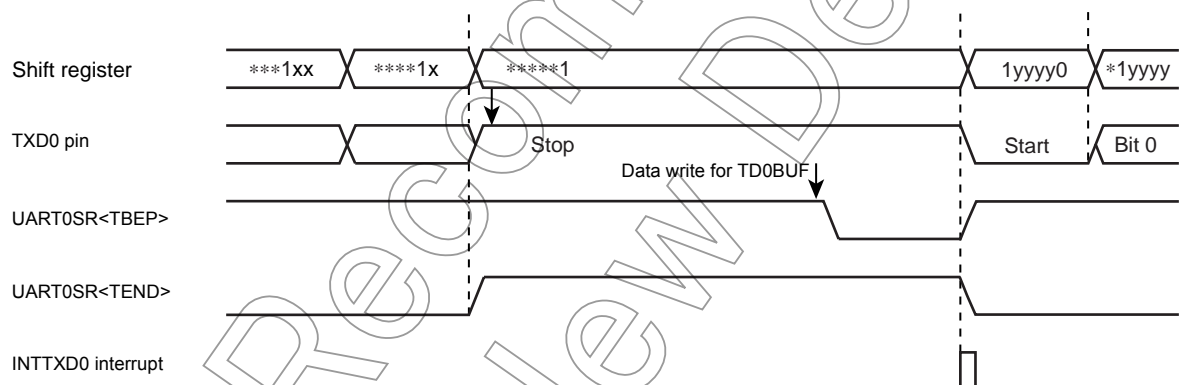 Shift register ***1xx ****1x *****1 1yyyy0 *1yyyy
TXD0 pin Stop Start Bit 0
Data write for TD0BUF
UART0SR<TBEP>
UART0SR<TEND>
INTTXD0 interrupt